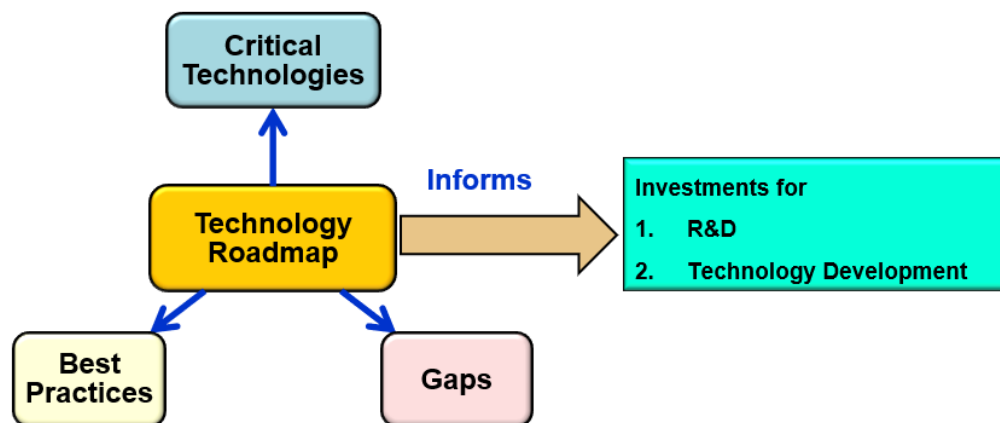 Critical
Technologies
Informs
Technology
Roadmap
Investments for
1. R&D
2. Technology Development
Best
Practices
Gaps